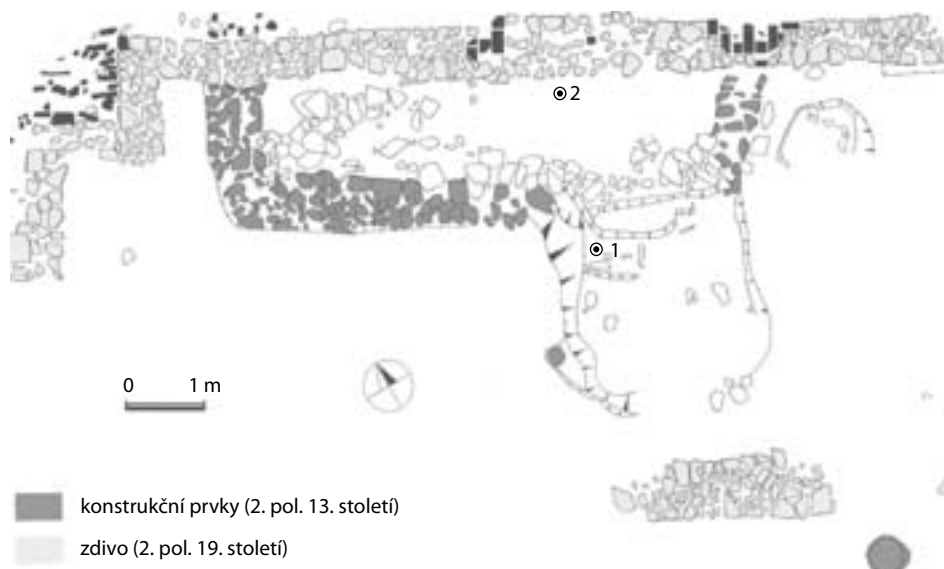 2
1
0 1 m
konstrukční prvky (2. pol. 13. století)
zdivo (2. pol. 19. století)